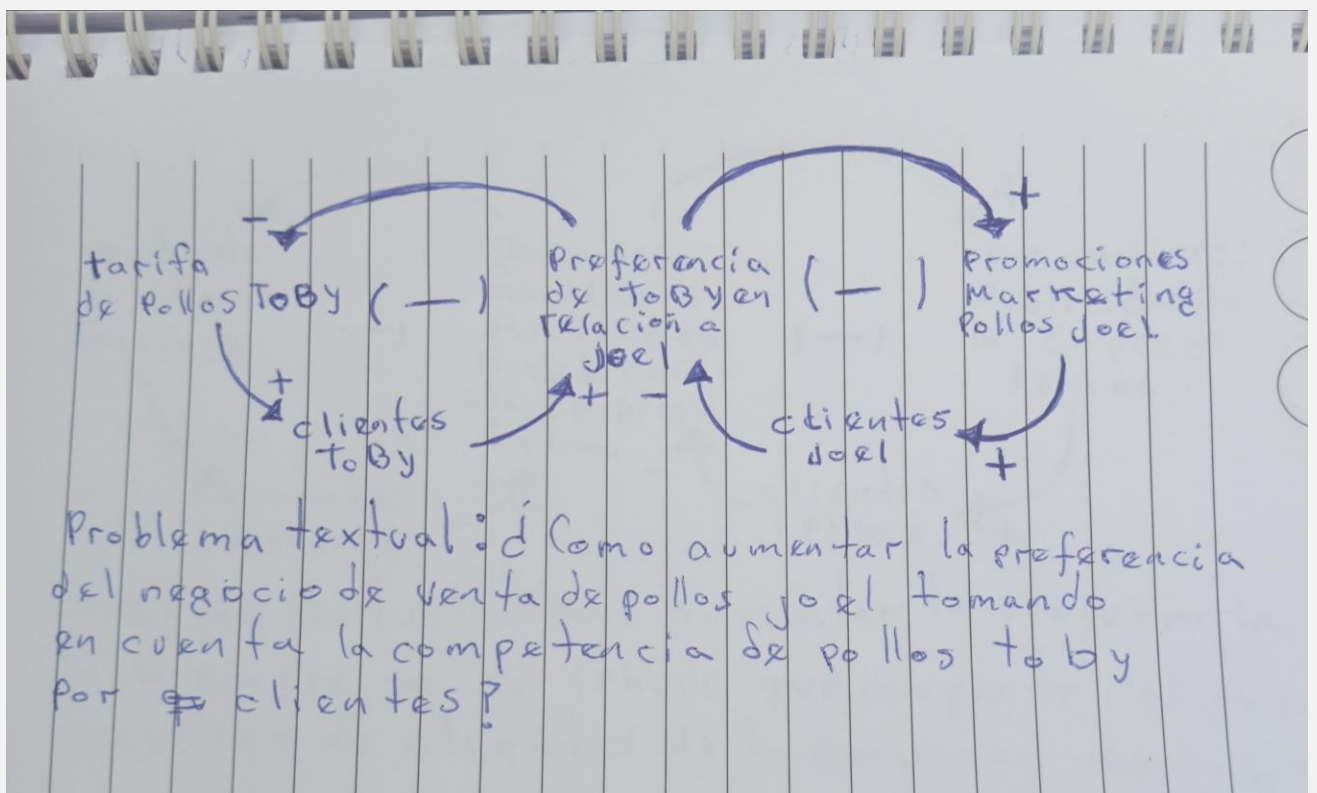 -
+
tarifa
de pollos ToBy
(—)
Preferencia
de ToBy en
relación a
joel
(—)
promociones
Marketing
Pollos joel
+
+ -
clientes
ToBy
clientes
joel
+
Problema textual: ¿Como aumentar la preferencia
del negocio de venta de pollos joel tomando
en cuenta la competencia de pollos toby
por clientes?